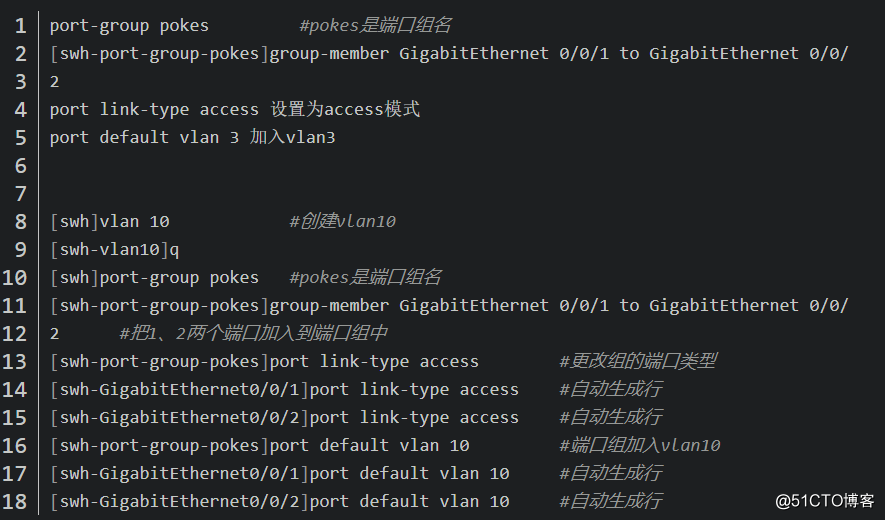 1 port-group pokes #pokes是端口组名
2 [swh-port-group-pokes]group-member GigabitEthernet 0/0/1 to GigabitEthernet 0/0/
3 2
4 port link-type access 设置为access模式
5 port default vlan 3 加入vlan3
6
7
8 [swh]vlan 10 #创建vlan10
9 [swh-vlan10]q
10 [swh]port-group pokes #pokes是端口组名
11 [swh-port-group-pokes]group-member GigabitEthernet 0/0/1 to GigabitEthernet 0/0/
12 2 #把1、2两个端口加入到端口组中
13 [swh-port-group-pokes]port link-type access #更改组的端口类型
14 [swh-GigabitEthernet0/0/1]port link-type access #自动生成行
15 [swh-GigabitEthernet0/0/2]port link-type access #自动生成行
16 [swh-port-group-pokes]port default vlan 10 #端口组加入vlan10
17 [swh-GigabitEthernet0/0/1]port default vlan 10 #自动生成行
18 [swh-GigabitEthernet0/0/2]port default vlan 10 #自动生成行
@51CTO博客